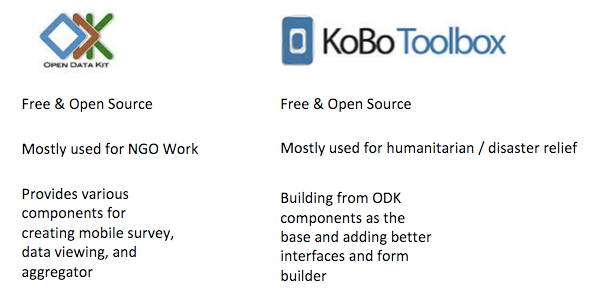 OPEN DATA KIT
Free & Open Source
Mostly used for NGO Work
Provides various
components for
creating mobile survey,
data viewing, and
aggregator
KoBo Toolbox
Free & Open Source
Mostly used for humanitarian / disaster relief
Building from ODK
components as the
base and adding better
interfaces and form
builder